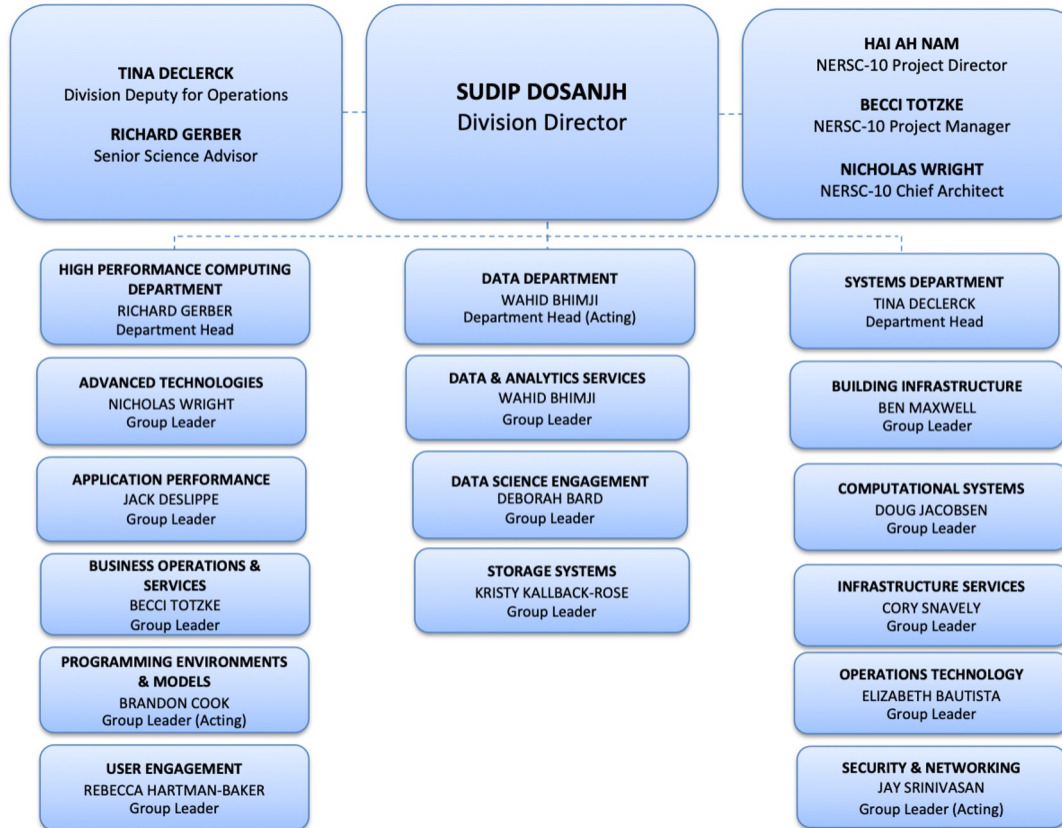 TINA DECLERCK
Division Deputy for Operations
RICHARD GERBER
Senior Science Advisor
SUDIP DOSANJH
Division Director
HAI AH NAM
NERSC-10 Project Director
BECCI TOTZKE
NERSC-10 Project Manager
NICHOLAS WRIGHT
NERSC-10 Chief Architect
HIGH PERFORMANCE COMPUTING
DEPARTMENT
RICHARD GERBER
Department Head
ADVANCED TECHNOLOGIES
NICHOLAS WRIGHT
Group Leader
APPLICATION PERFORMANCE
JACK DESLIPPE
Group Leader
BUSINESS OPERATIONS &
SERVICES
BECCI TOTZKE
Group Leader
PROGRAMMING ENVIRONMENTS
& MODELS
BRANDON COOK
Group Leader (Acting)
USER ENGAGEMENT
REBECCA HARTMAN-BAKER
Group Leader
DATA DEPARTMENT
WAHID BHIMJI
Department Head (Acting)
DATA & ANALYTICS SERVICES
WAHID BHIMJI
Group Leader
DATA SCIENCE ENGAGEMENT
DEBORAH BARD
Group Leader
STORAGE SYSTEMS
KRISTY KALLBACK-ROSE
Group Leader
SYSTEMS DEPARTMENT
TINA DECLERCK
Department Head
BUILDING INFRASTRUCTURE
BEN MAXWELL
Group Leader
COMPUTATIONAL SYSTEMS
DOUG JACOBSEN
Group Leader
INFRASTRUCTURE SERVICES
CORY SNAVELY
Group Leader
OPERATIONS TECHNOLOGY
ELIZABETH BAUTISTA
Group Leader
SECURITY & NETWORKING
JAY SRINIVASAN
Group Leader (Acting)